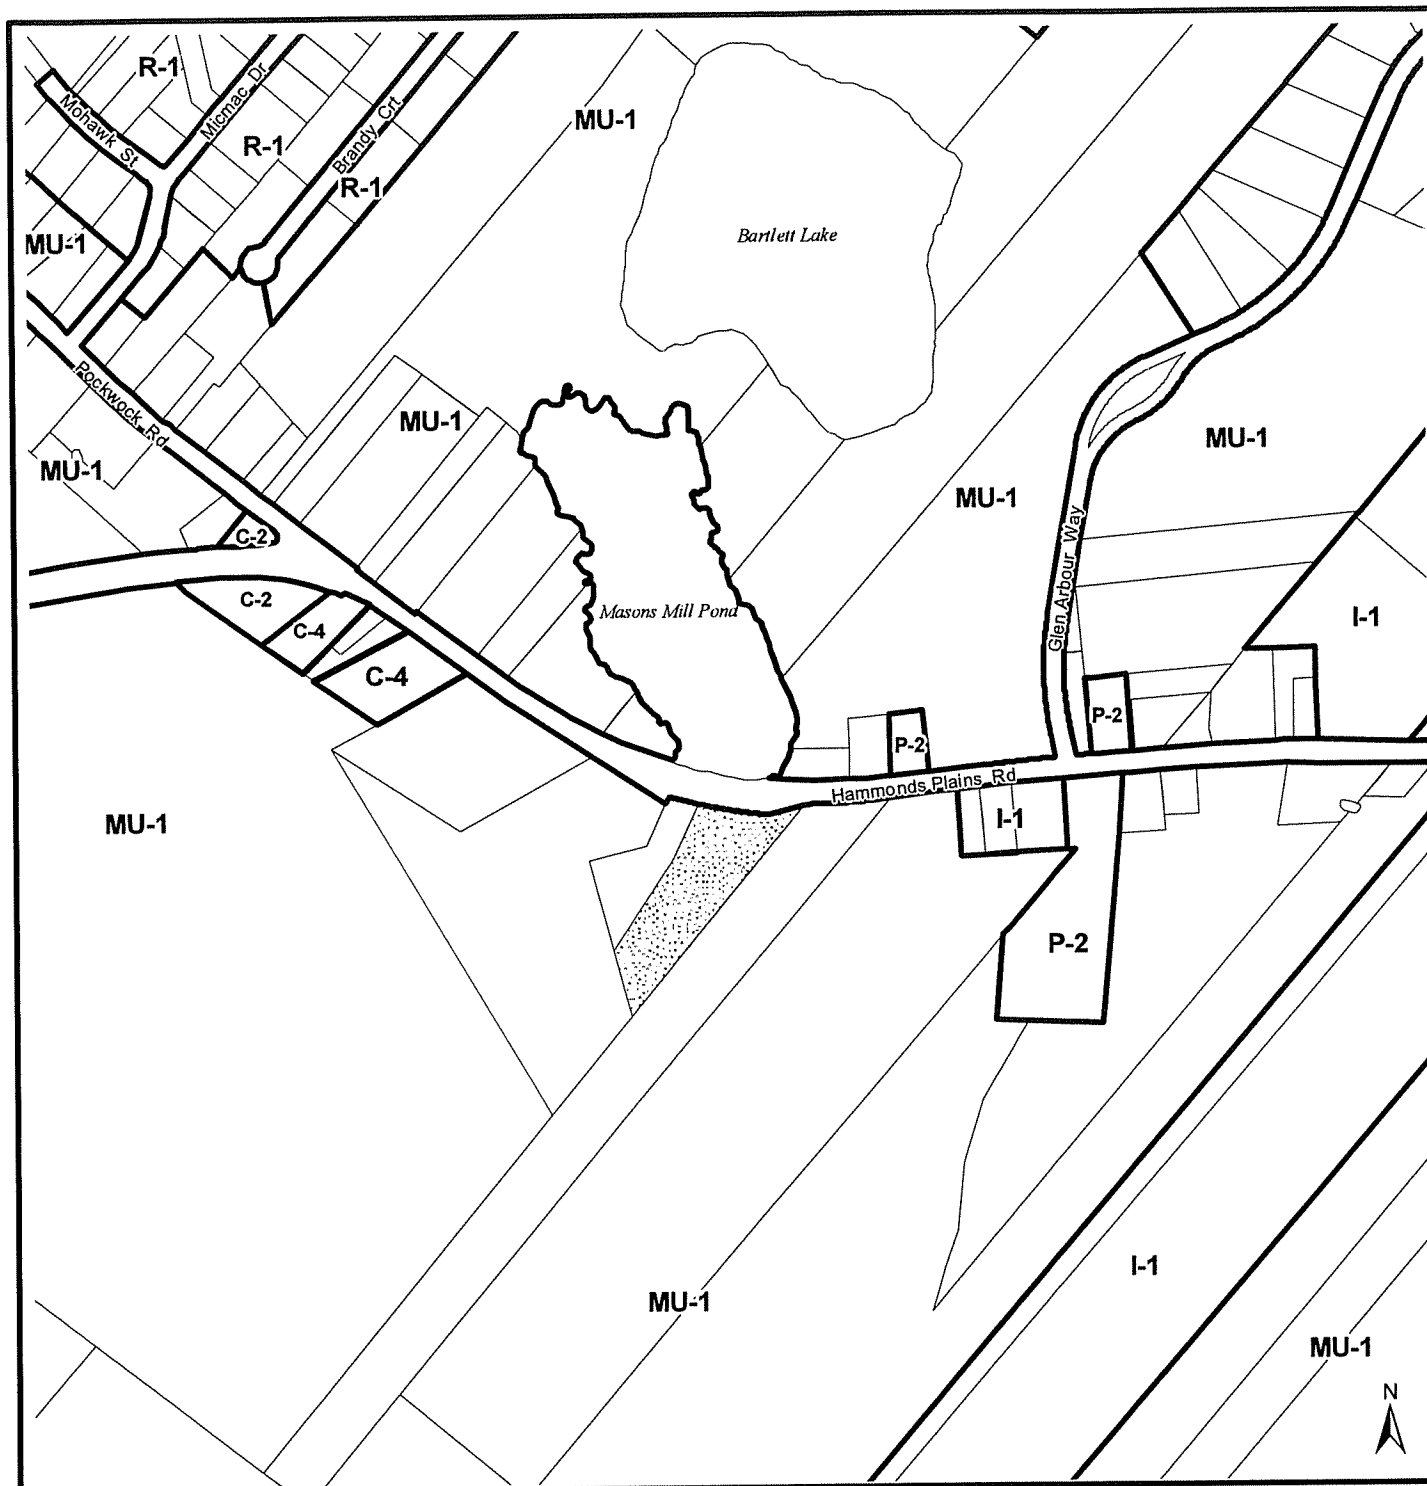 R-1
Mohawk St
Micmac Dr
R-1
Brandy Crt
R-1
MU-1
MU-1
Bartlett Lake
Pockwock Rd
MU-1
MU-1
MU-1
MU-1
Glen Arbour Way
C-2
C-2
C-4
C-4
Masons Mill Pond
I-1
P-2
P-2
Hammonds Plains Rd
I-1
MU-1
P-2
I-1
MU-1
MU-1
N